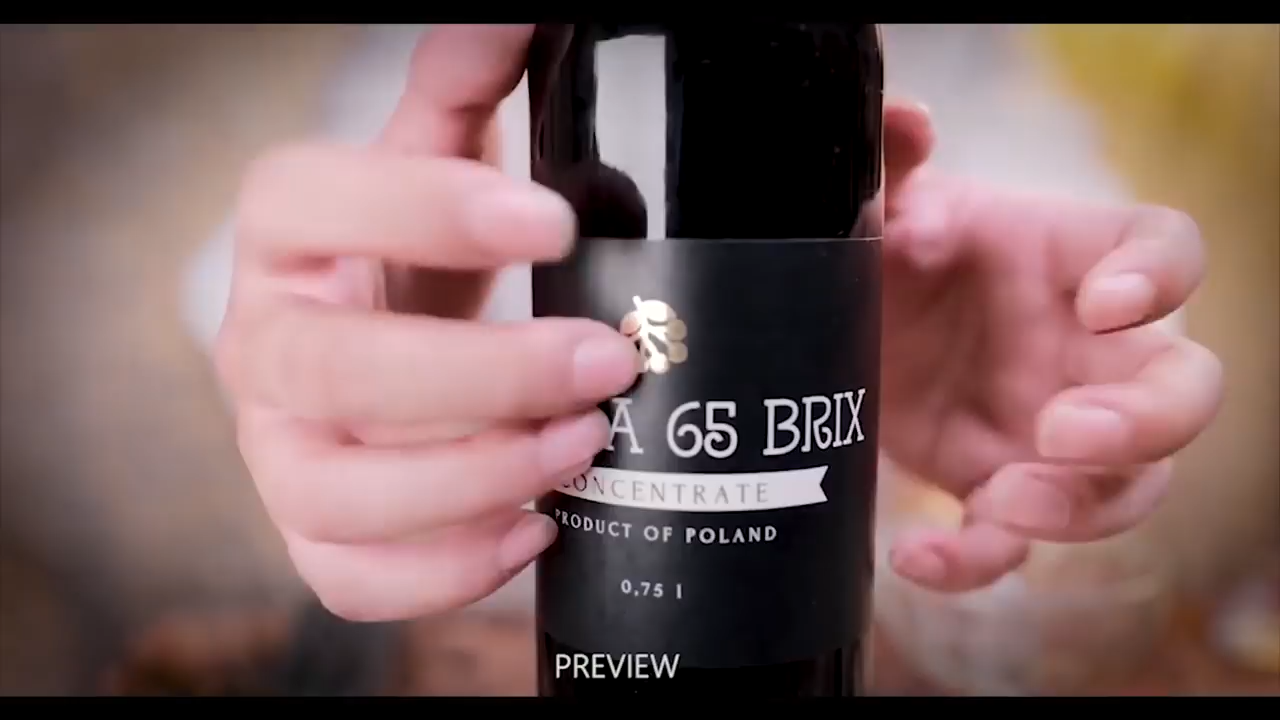 A 65 BRIX
CONCENTRATE
PRODUCT OF POLAND
0,75 l
PREVIEW